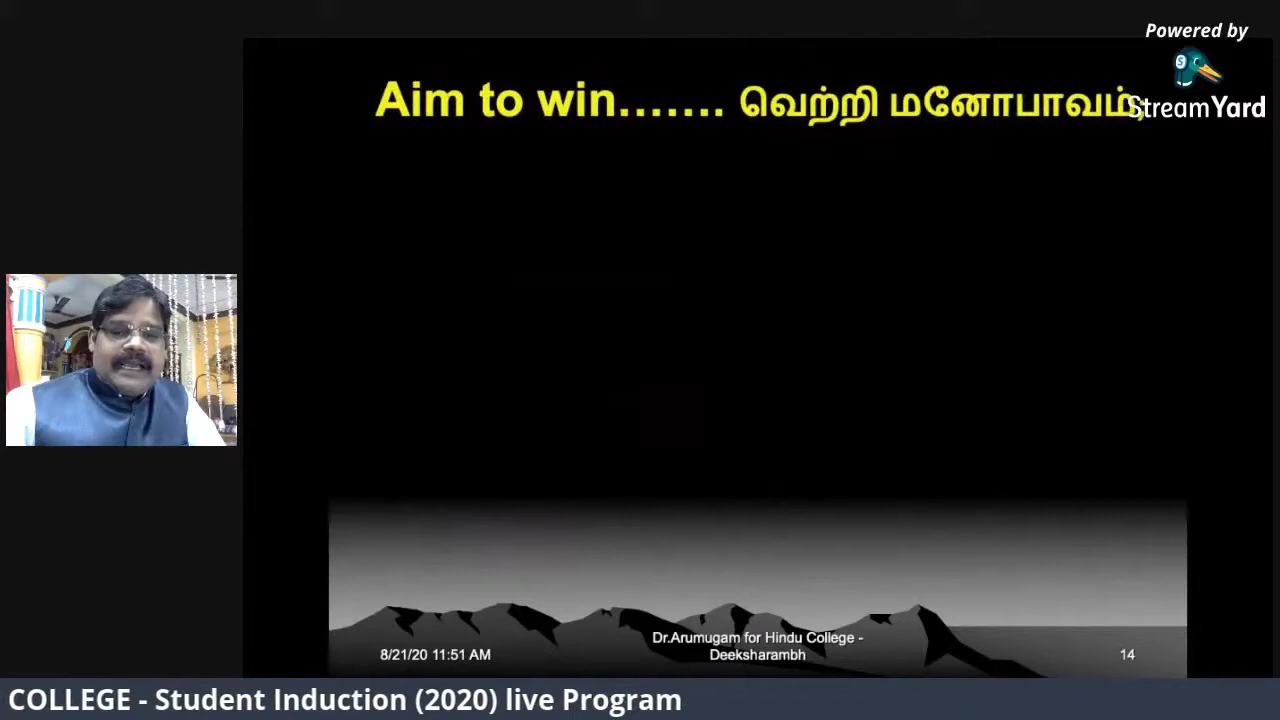 Powered by
StreamYard
Aim to win……. வெற்றி மனோபாவம்,
8/21/20 11:51 AM
Dr.Arumugam for Hindu College -
Deeksharambh
14
COLLEGE - Student Induction (2020) live Program